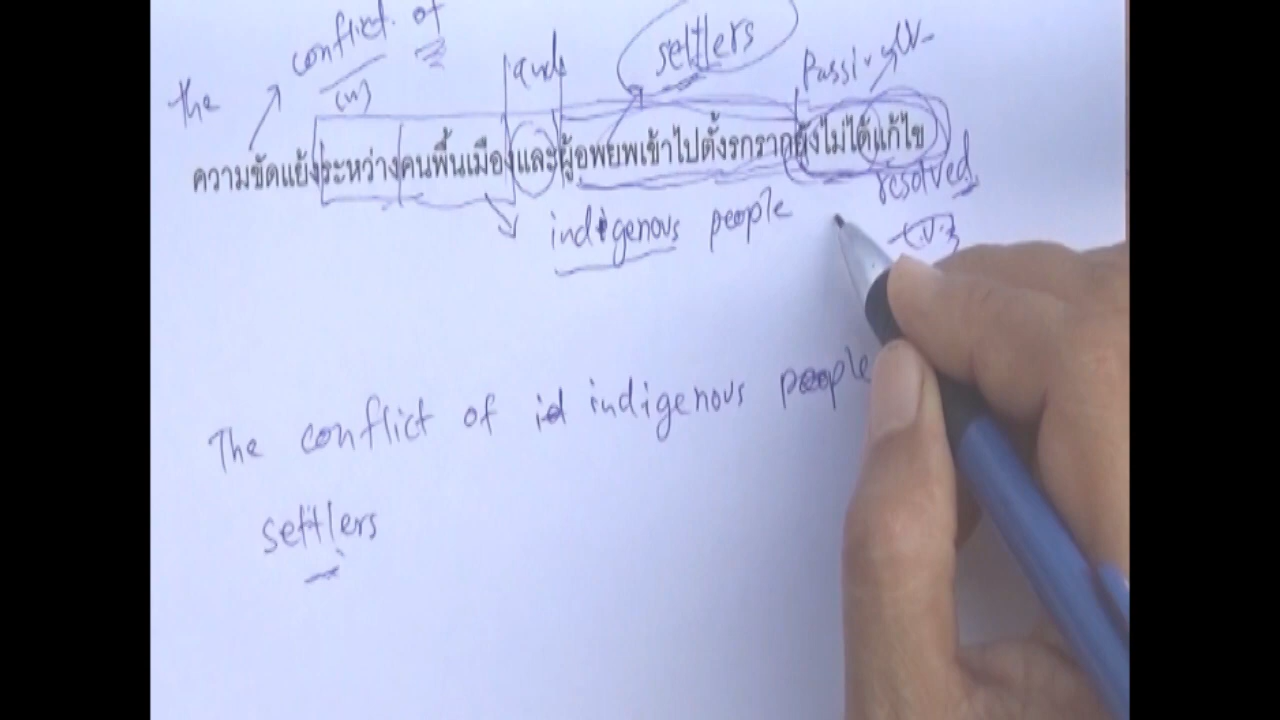 conflict of
settlers
the
(n)
and
Passive V-
ความขัดแย้งระหว่างคนพื้นเมืองและผู้อพยพเข้าไปตั้งรกรากยังไม่ได้แก้ไข
resolved
indigenous people
The conflict of id indigenous people
settlers